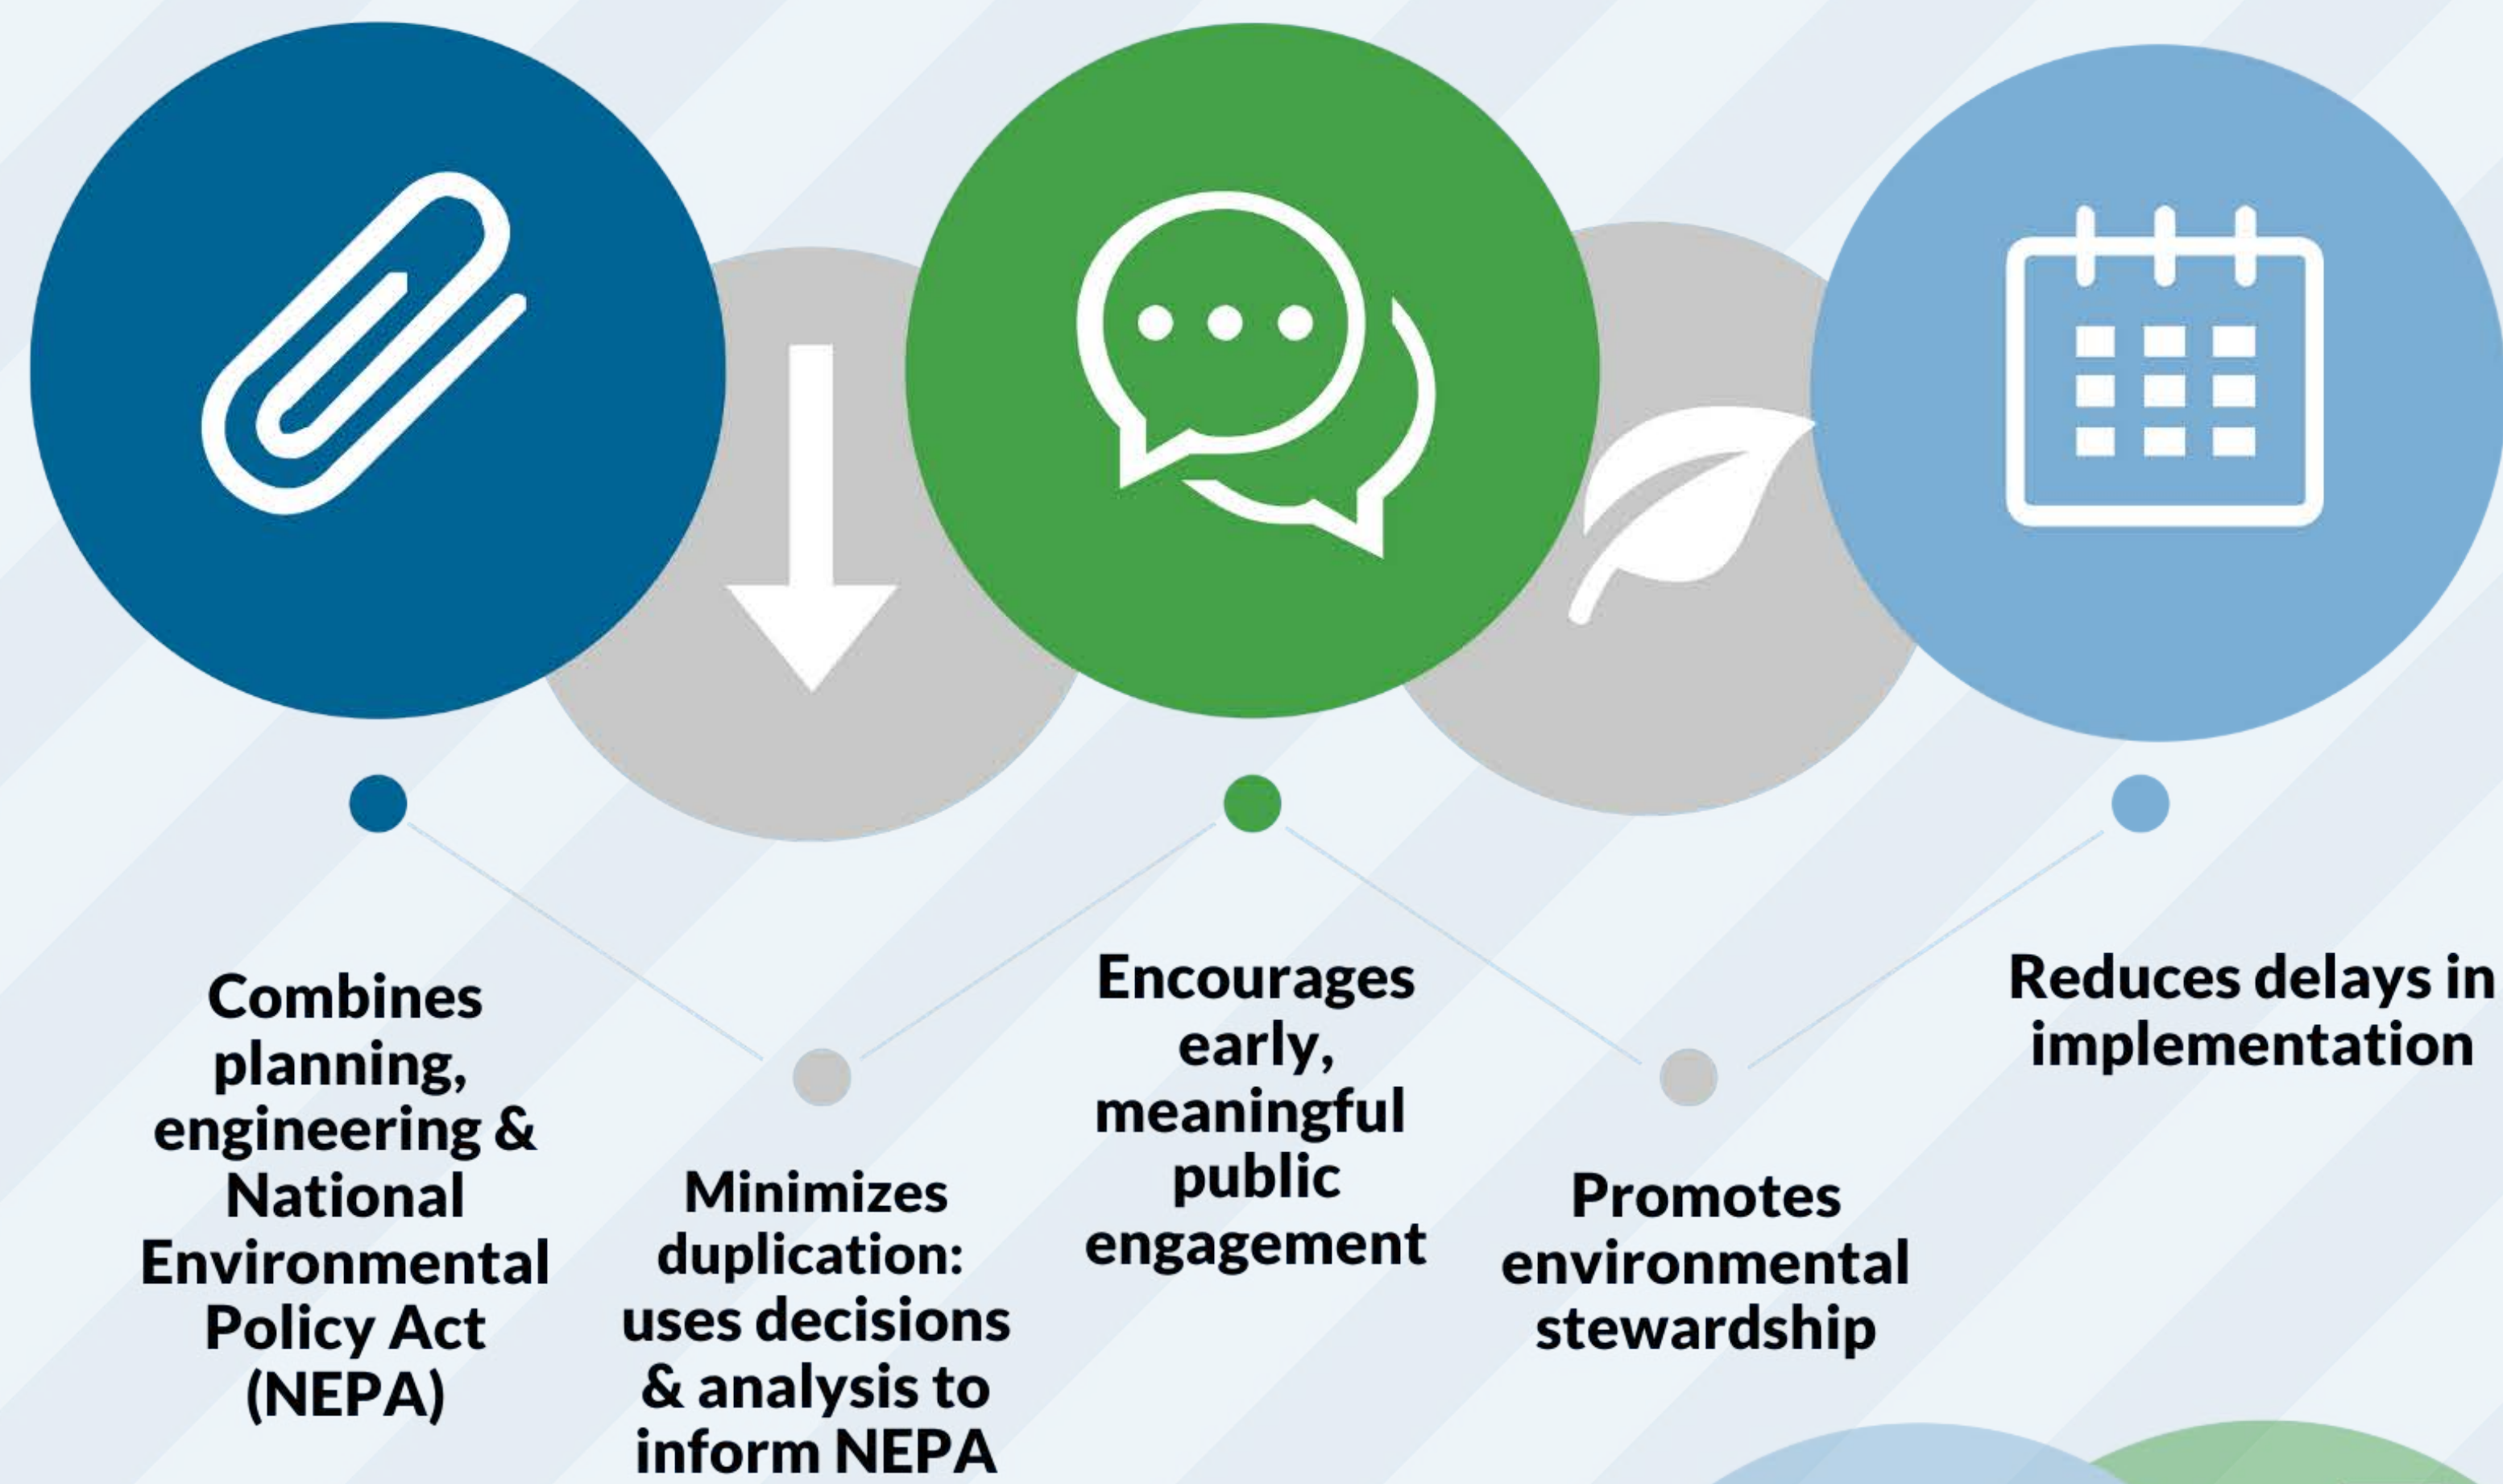 Combines
planning,
engineering &
National
Environmental
Policy Act
(NEPA)
Minimizes
duplication:
uses decisions
& analysis to
inform NEPA
Encourages
early,
meaningful
public
engagement
Promotes
environmental
stewardship
Reduces delays in
implementation